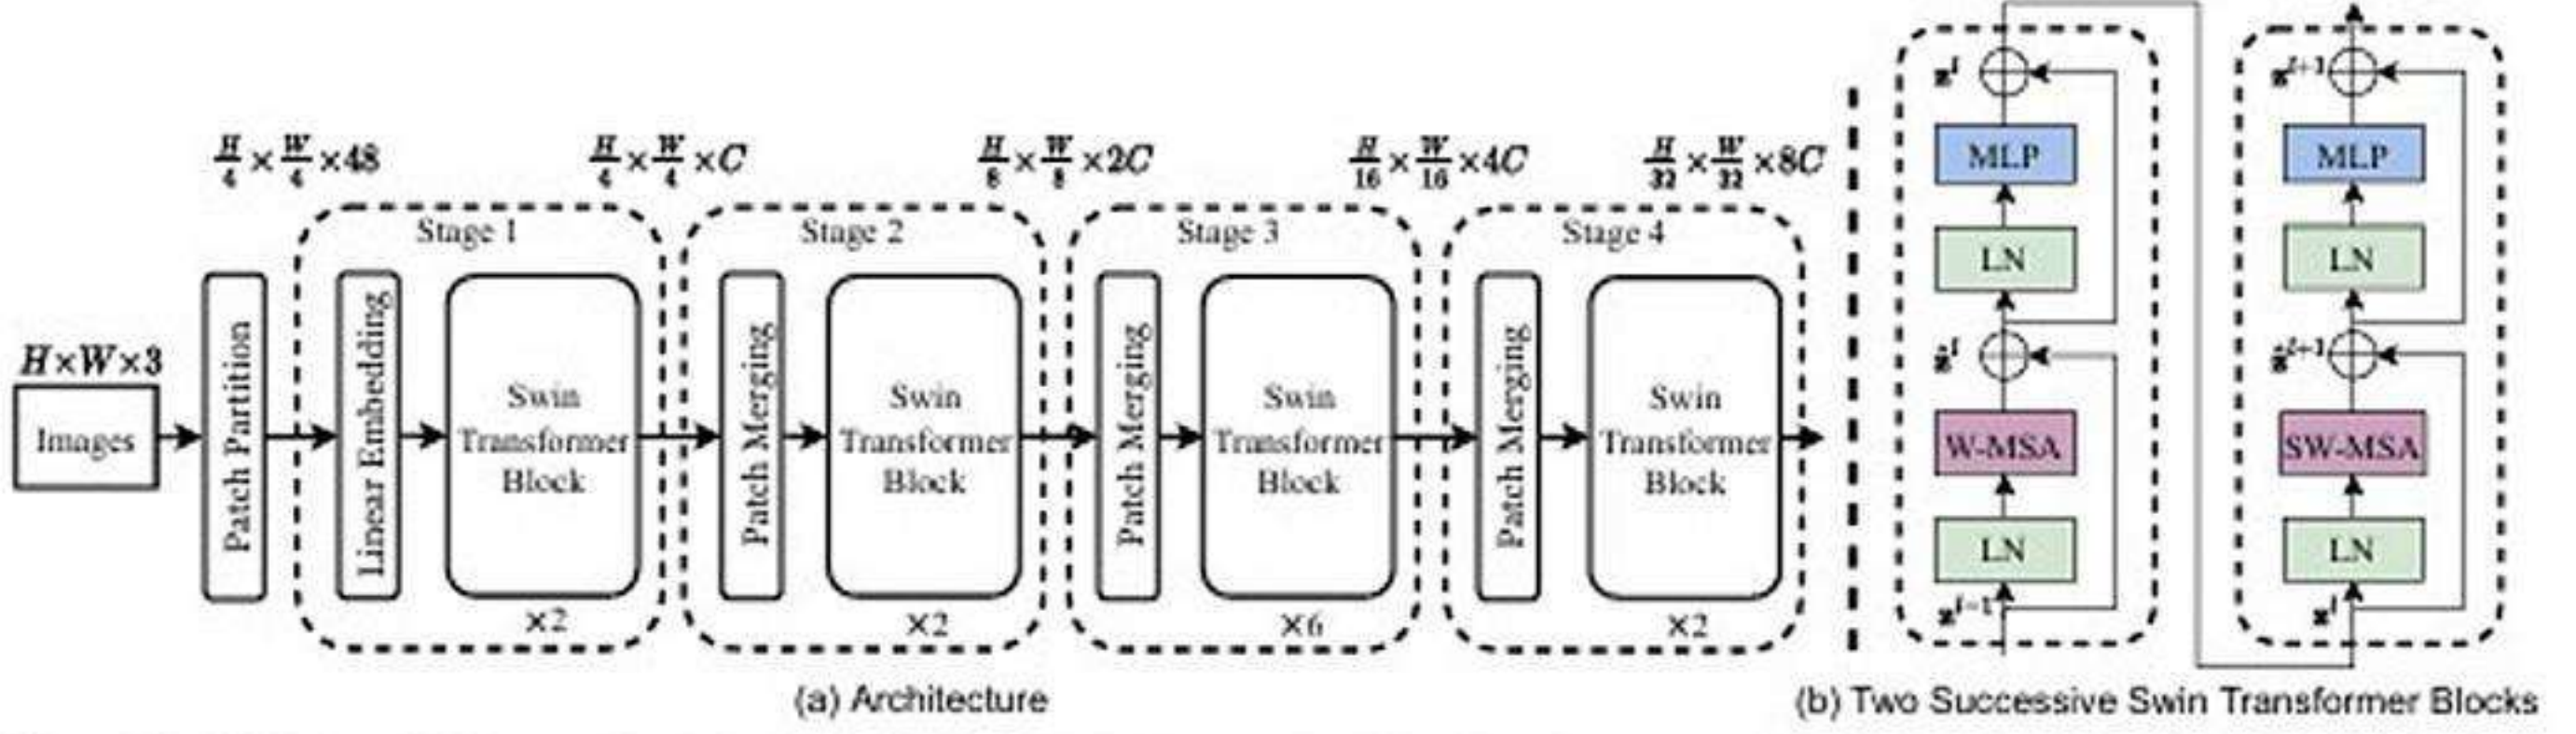 H/4 × W/4 × 48
H/4 × W/4 × C
H/8 × W/8 × 2C
H/16 × W/16 × 4C
H/32 × W/32 × 8C
Stage 1
Stage 2
Stage 3
Stage 4
H×W×3
Images
Patch Partition
Linear Embedding
Swin
Transformer
Block
×2
Patch Merging
Swin
Transformer
Block
×2
Patch Merging
Swin
Transformer
Block
×6
Patch Merging
Swin
Transformer
Block
×2
(a) Architecture
z^l
MLP
LN
ẑ^l
W-MSA
LN
z^{l-1}
z^{l+1}
MLP
LN
ẑ^{l+1}
SW-MSA
LN
z^l
(b) Two Successive Swin Transformer Blocks